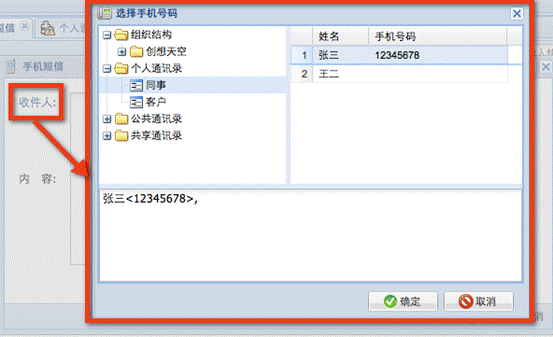 短信
个人设
选择手机号码
手机短信
收件人:
内 容:
组织结构
创想天空
个人通讯录
同事
客户
公共通讯录
共享通讯录
姓名 手机号码
1 张三 12345678
2 王二
张三<12345678>,
确定 取消
消